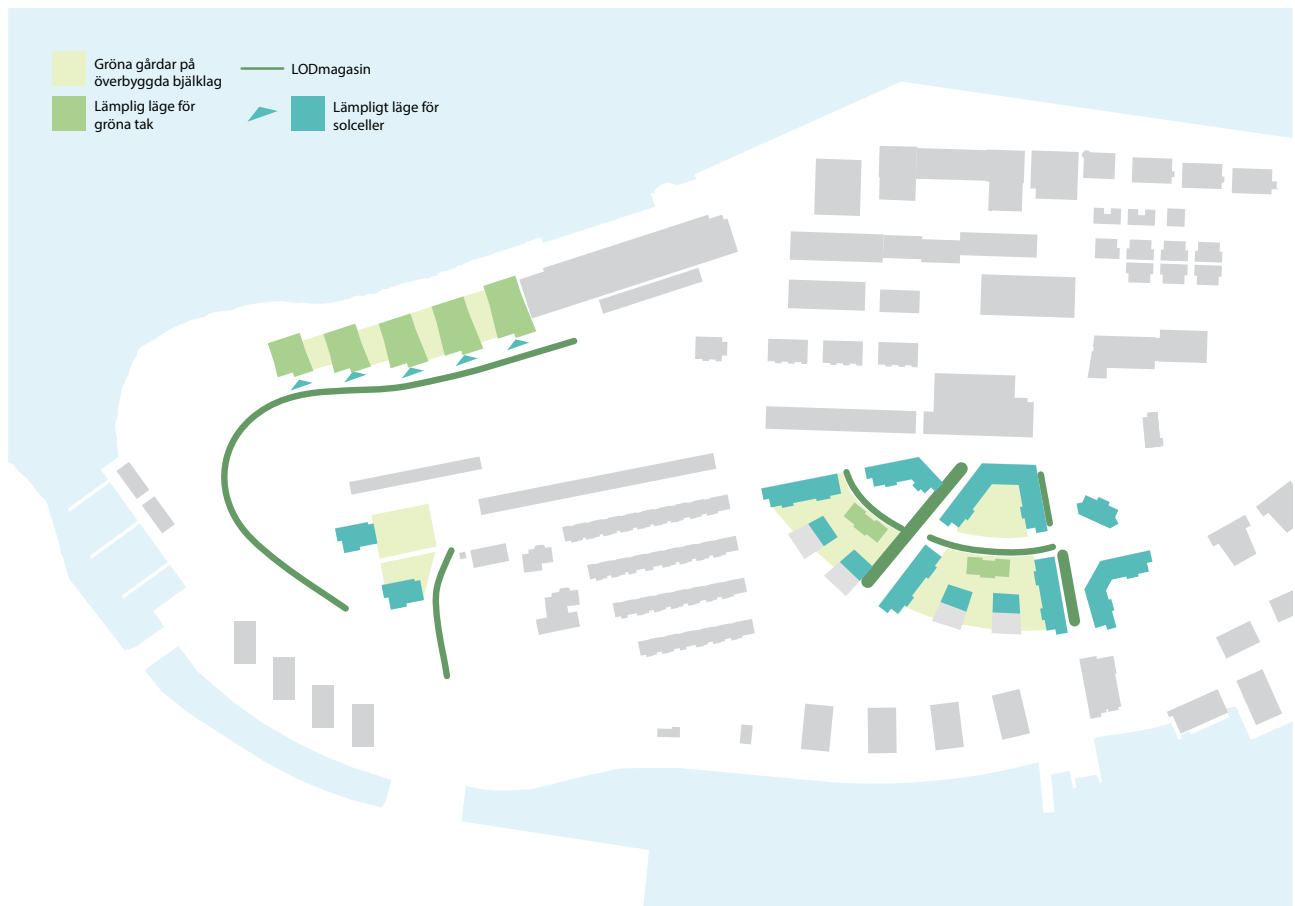 Gröna gårdar på
överbyggda bjälklag
LODmagasin
Lämplig läge för
gröna tak
Lämpligt läge för
solceller